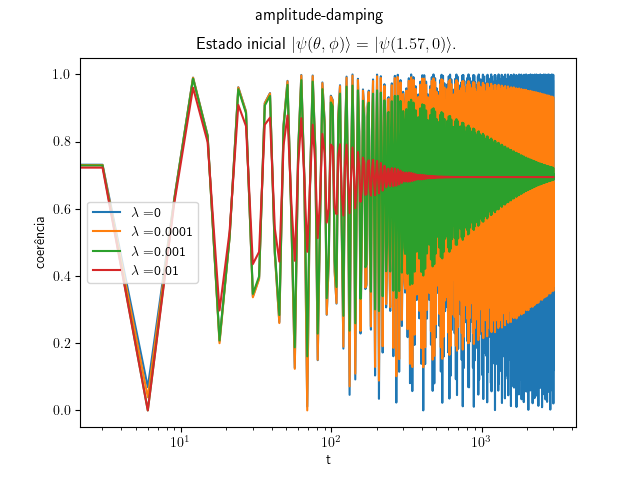 amplitude-damping
Estado inicial |ψ(θ, ϕ)⟩ = |ψ(1.57, 0)⟩.
1.0
0.8
0.6
0.4
0.2
0.0
coerência
λ =0
λ =0.0001
λ =0.001
λ =0.01
10¹
10²
10³
t